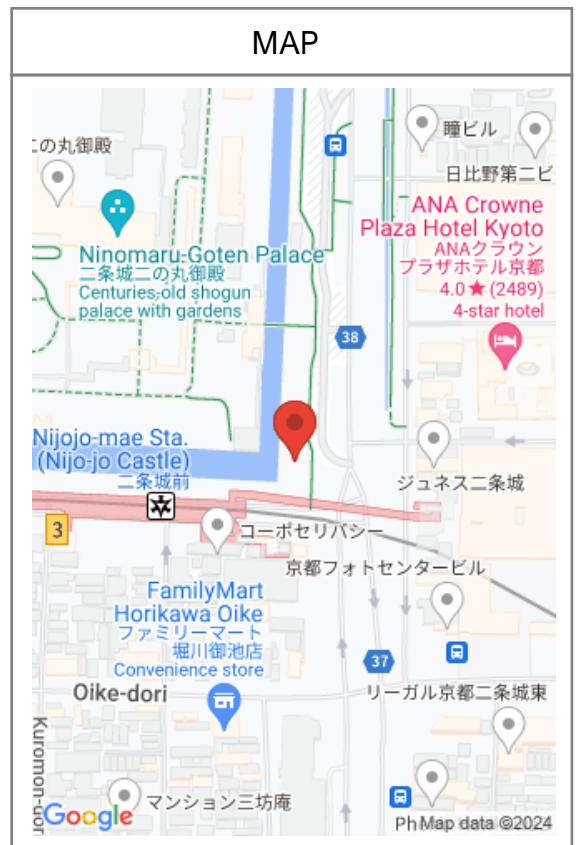 MAP
二の丸御殿
瞳ビル
日比野第二ビ
ANA Crowne
Plaza Hotel Kyoto
ANAクラウン
プラザホテル京都
4.0★(2489)
4-star hotel
Ninomaru-Goten Palace
二条城二の丸御殿
Centuries-old shogun
palace with gardens
38
Nijojo-mae Sta.
(Nijo-jo Castle)
二条城前
ジュネス二条城
3
コーポセリバシー
京都フォトセンタービル
FamilyMart
Horikawa Oike
ファミリーマート
堀川御池店
Convenience store
37
Oike-dori
リーガル京都二条城東
Kuromon-dor
マンション三坊庵
Google
Ph Map data ©2024